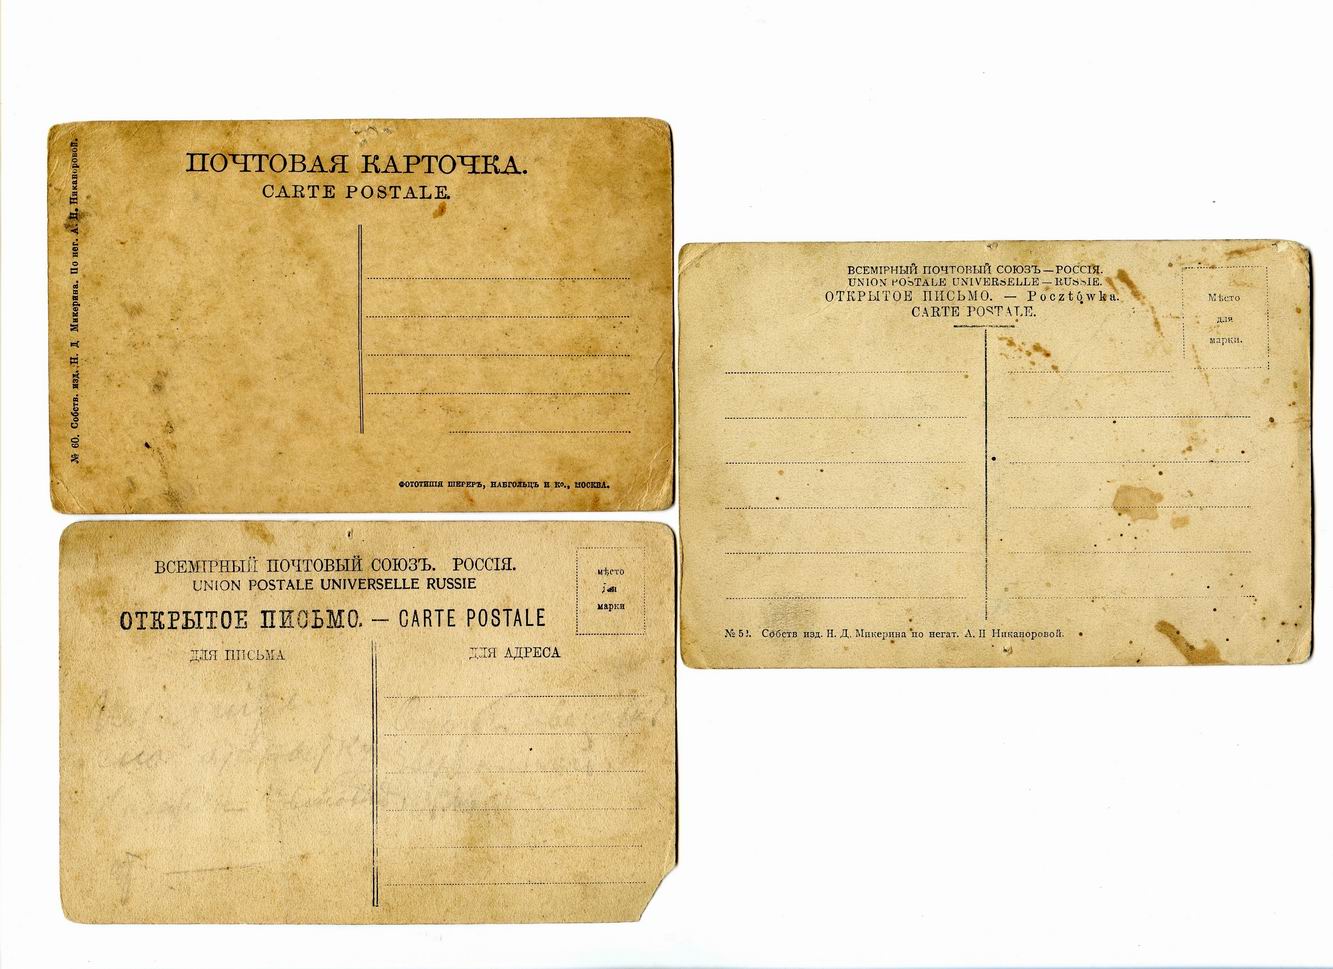 ПОЧТОВАЯ КАРТОЧКА.
CARTE POSTALE.
№ 60. Собств. изд. Н. Д Микерина. По нег. А. П. Никаноровой.
ФОТОТИПІЯ ШЕРЕРЪ, НАБГОЛЬЦЪ И Ко., МОСКВА.
ВСЕМІРНЫЙ ПОЧТОВЫЙ СОЮЗЪ. РОССІЯ.
UNION POSTALE UNIVERSELLE RUSSIE
ОТКРЫТОЕ ПИСЬМО. — CARTE POSTALE
мѣсто
для
марки
ДЛЯ ПИСЬМА
ДЛЯ АДРЕСА
ВСЕМІРНЫЙ ПОЧТОВЫЙ СОЮЗЪ — РОССІЯ.
UNION POSTALE UNIVERSELLE — RUSSIE.
ОТКРЫТОЕ ПИСЬМО. — Pocztówka.
CARTE POSTALE.
Мѣсто
для
марки.
Собств изд. Н. Д. Микерина по негат. А. П Никаноровой.